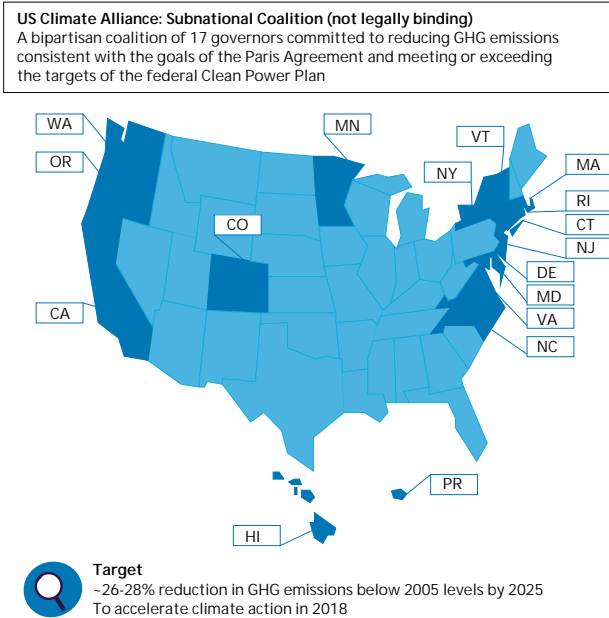 US Climate Alliance: Subnational Coalition (not legally binding)
A bipartisan coalition of 17 governors committed to reducing GHG emissions
consistent with the goals of the Paris Agreement and meeting or exceeding
the targets of the federal Clean Power Plan
WA
OR
CA
CO
MN
VT
NY
MA
RI
CT
NJ
DE
MD
VA
NC
PR
HI
Target
~26-28% reduction in GHG emissions below 2005 levels by 2025
To accelerate climate action in 2018